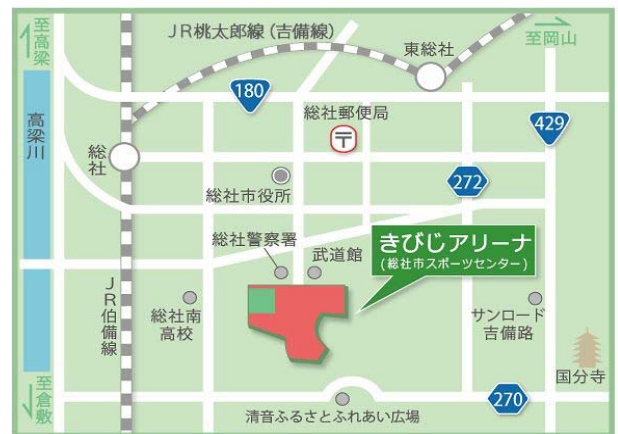 至高梁
JR桃太郎線(吉備線)
至岡山
東総社
180
総社郵便局
〒
429
高梁川
総社
272
総社市役所
総社警察署
武道館
きびじアリーナ
(総社市スポーツセンター)
JR伯備線
総社南
高校
サンロード
吉備路
国分寺
至倉敷
270
清音ふるさとふれあい広場